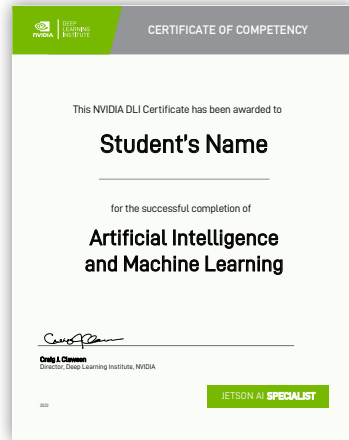 NVIDIA
DEEP
LEARNING
INSTITUTE
CERTIFICATE OF COMPETENCY
This NVIDIA DLI Certificate has been awarded to
Student's Name
for the successful completion of
Artificial Intelligence
and Machine Learning
Craig J. Clawson
Director, Deep Learning Institute, NVIDIA
JETSON AI SPECIALIST